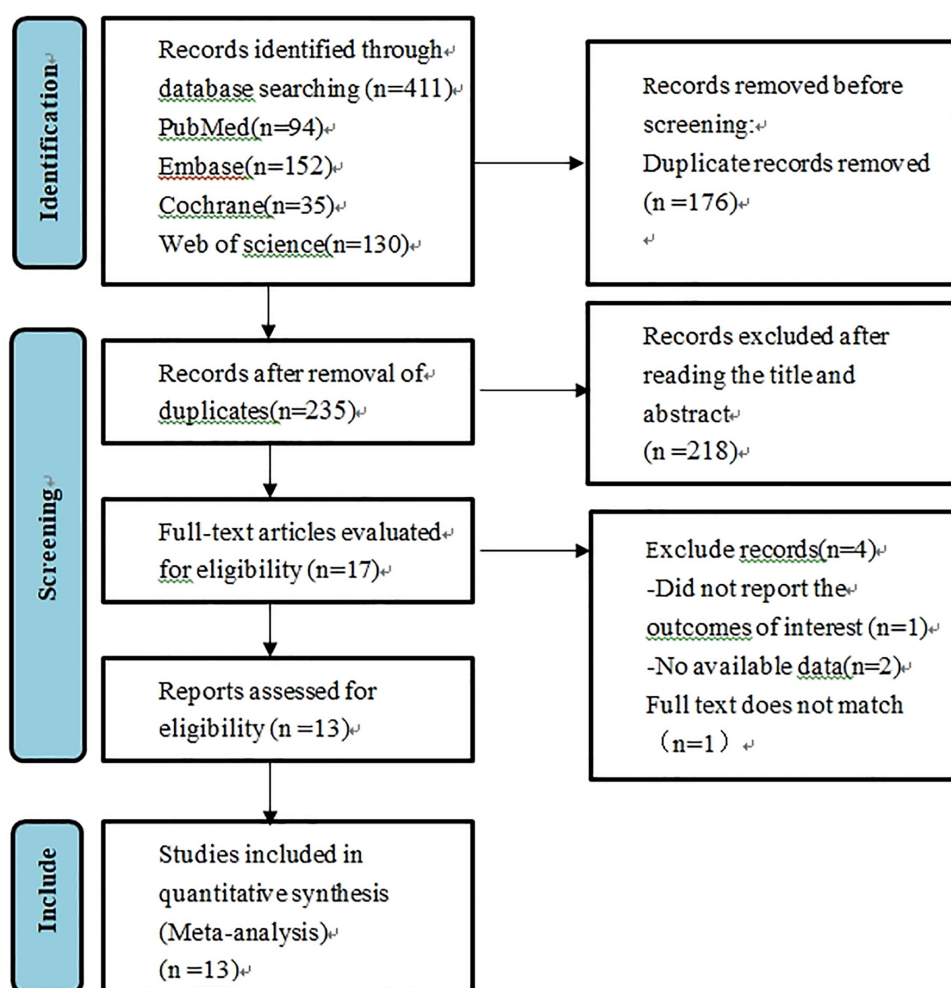 Identification
Records identified through
database searching (n=411)
PubMed(n=94)
Embase(n=152)
Cochrane(n=35)
Web of science(n=130)
Records removed before
screening:
Duplicate records removed
(n =176)
Screening
Records after removal of
duplicates(n=235)
Records excluded after
reading the title and
abstract
(n =218)
Full-text articles evaluated
for eligibility (n=17)
Exclude records(n=4)
-Did not report the
outcomes of interest (n=1)
-No available data(n=2)
Full text does not match
（n=1）
Reports assessed for
eligibility (n =13)
Include
Studies included in
quantitative synthesis
(Meta-analysis)
(n =13)